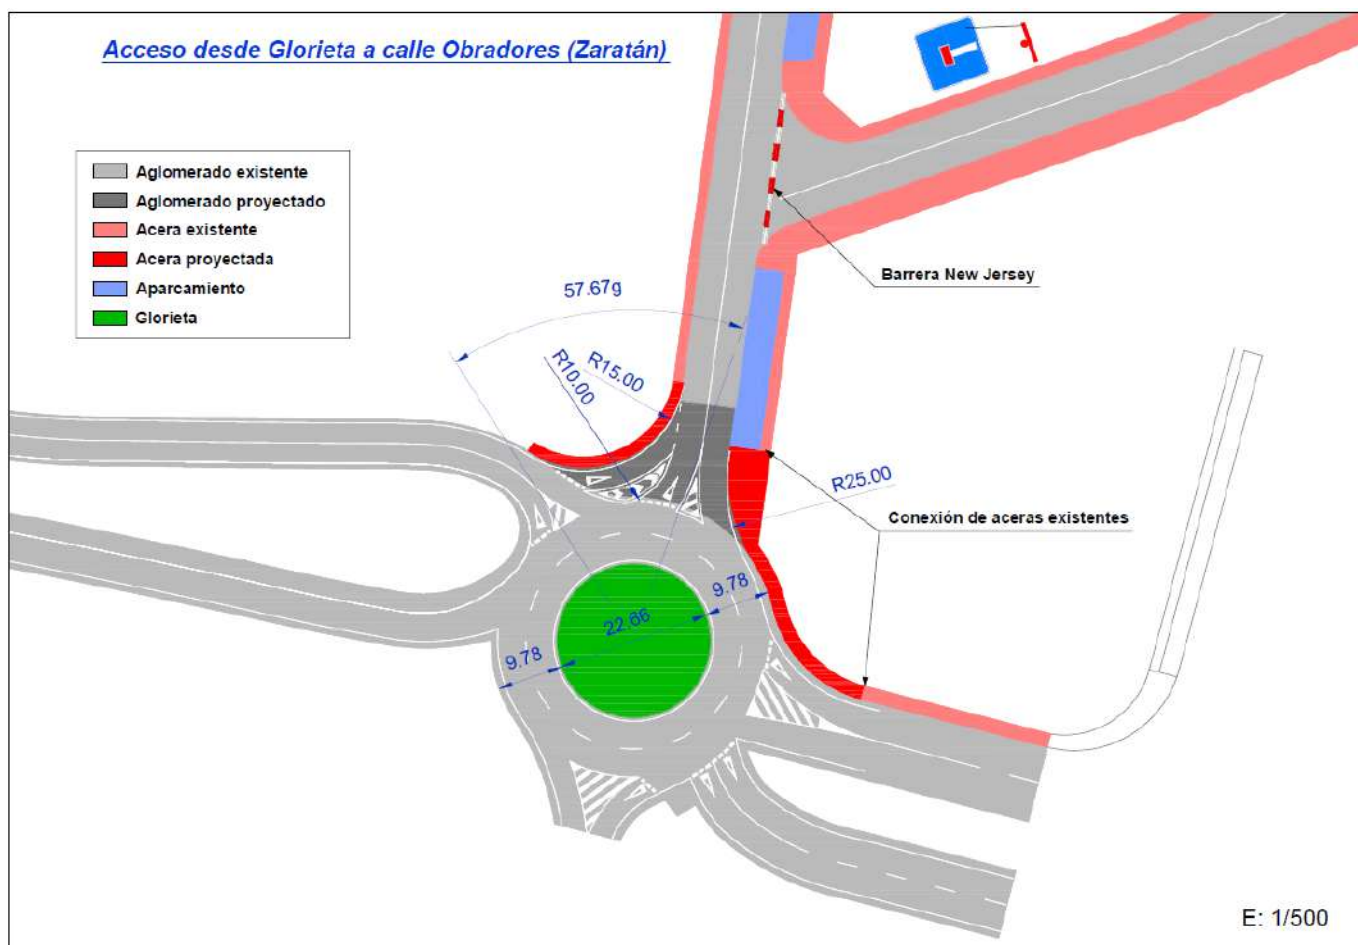 Acceso desde Glorieta a calle Obradores (Zaratán)
Aglomerado existente
Aglomerado proyectado
Acera existente
Acera proyectada
Aparcamiento
Glorieta
Barrera New Jersey
57.67g
R10.00
R15.00
R25.00
Conexión de aceras existentes
9.78
22.66
9.78
E: 1/500